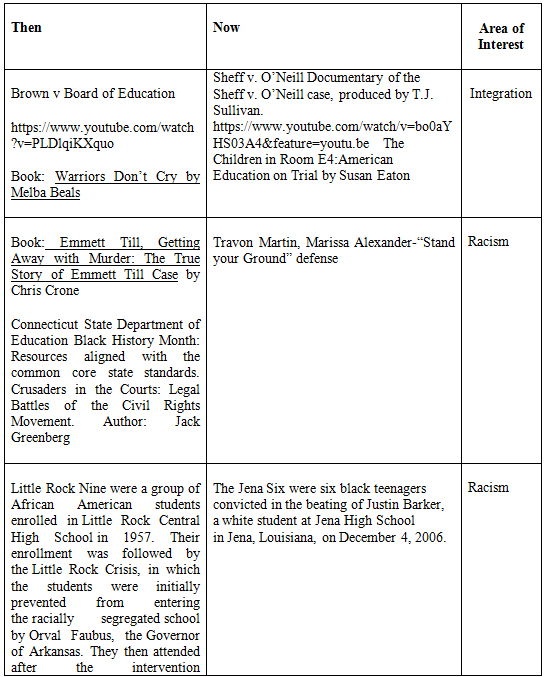 Then
Now
Area of
Interest
Brown v Board of Education
https://www.youtube.com/watch
?v=PLDlqiKXquo
Book: Warriors Don’t Cry by
Melba Beals
Sheff v. O’Neill Documentary of the
Sheff v. O’Neill case, produced by T.J.
Sullivan.
https://www.youtube.com/watch/v=bo0aY
HS03A4&feature=youtu.be The
Children in Room E4:American
Education on Trial by Susan Eaton
Integration
Book: Emmett Till, Getting
Away with Murder: The True
Story of Emmett Till Case by
Chris Crone
Connecticut State Department of
Education Black History Month:
Resources aligned with the
common core state standards.
Crusaders in the Courts: Legal
Battles of the Civil Rights
Movement. Author: Jack
Greenberg
Travon Martin, Marissa Alexander-“Stand
your Ground” defense
Racism
Little Rock Nine were a group of
African American students
enrolled in Little Rock Central
High School in 1957. Their
enrollment was followed by
the Little Rock Crisis, in which
the students were initially
prevented from entering
the racially segregated school
by Orval Faubus, the Governor
of Arkansas. They then attended
after the intervention
The Jena Six were six black teenagers
convicted in the beating of Justin Barker,
a white student at Jena High School
in Jena, Louisiana, on December 4, 2006.
Racism